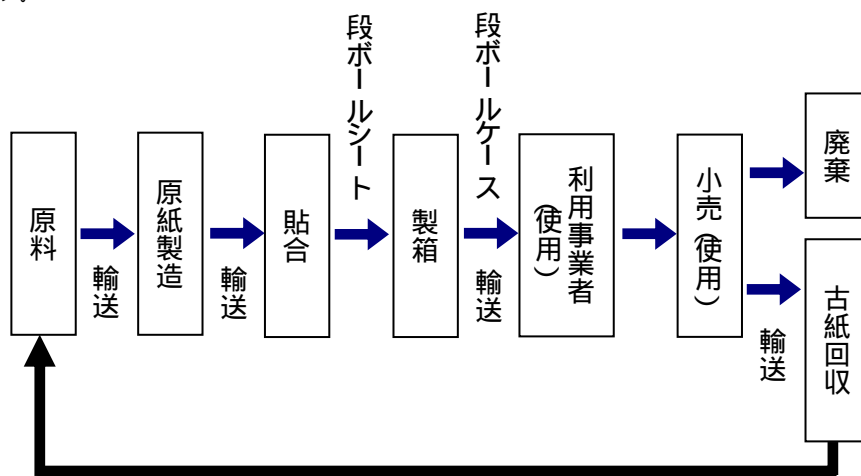 段ボールシート
段ボールケース
原料
輸送
原紙製造
輸送
貼合
製箱
輸送
利用事業者
(使用)
小売(使用)
廃棄
輸送
古紙回収